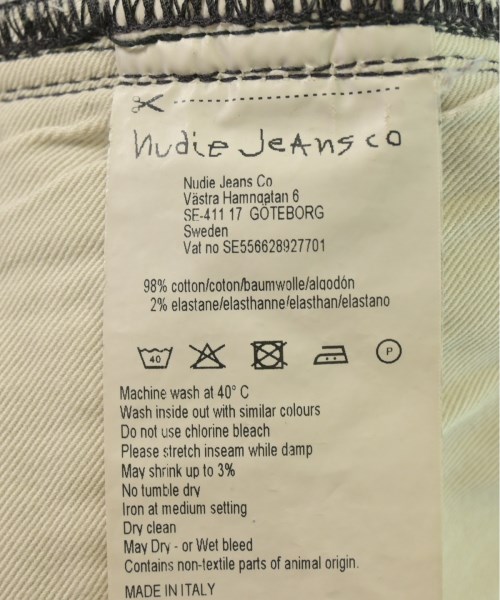 Nudie Jeans co
Nudie Jeans Co
Västra Hamngatan 6
SE-411 17 GÖTEBORG
Sweden
Vat no SE556628927701
98% cotton/coton/baumwolle/algodón
2% elastane/elasthanne/elasthan/elastano
40 P
Machine wash at 40° C
Wash inside out with similar colours
Do not use chlorine bleach
Please stretch inseam while damp
May shrink up to 3%
No tumble dry
Iron at medium setting
Dry clean
May Dry - or Wet bleed
Contains non-textile parts of animal origin.
MADE IN ITALY